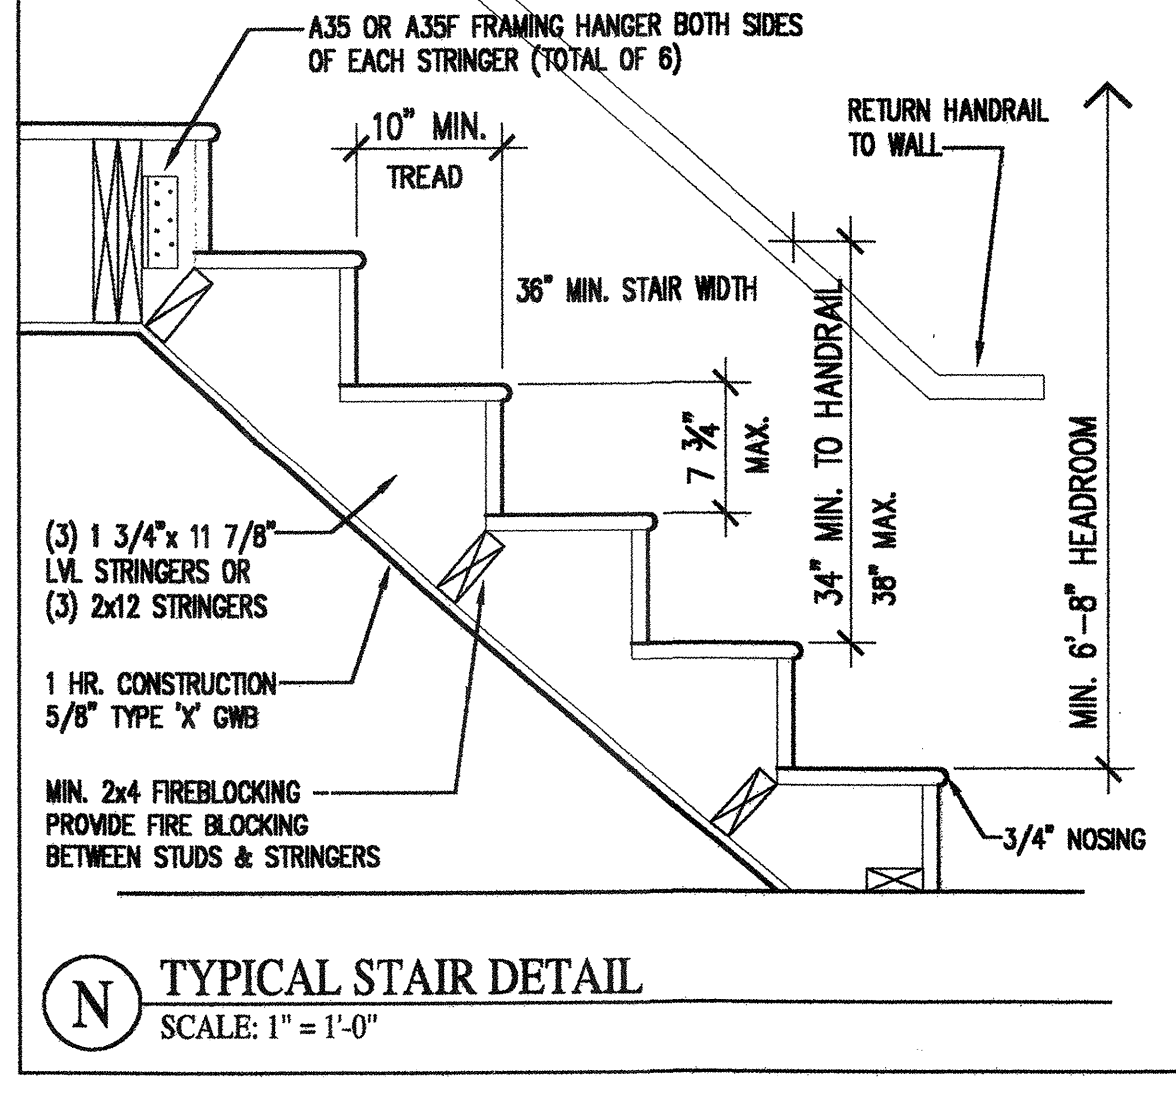 A35 OR A35F FRAMING HANGER BOTH SIDES
OF EACH STRINGER (TOTAL OF 6)
10" MIN.
TREAD
RETURN HANDRAIL
TO WALL
36" MIN. STAIR WIDTH
7 3/4"
MAX.
34" MIN. TO HANDRAIL
38" MAX.
MIN. 6'-8" HEADROOM
(3) 1 3/4"x 11 7/8"
LVL STRINGERS OR
(3) 2x12 STRINGERS
1 HR. CONSTRUCTION
5/8" TYPE 'X' GWB
MIN. 2x4 FIREBLOCKING
PROVIDE FIRE BLOCKING
BETWEEN STUDS & STRINGERS
3/4" NOSING
N
TYPICAL STAIR DETAIL
SCALE: 1" = 1'-0"